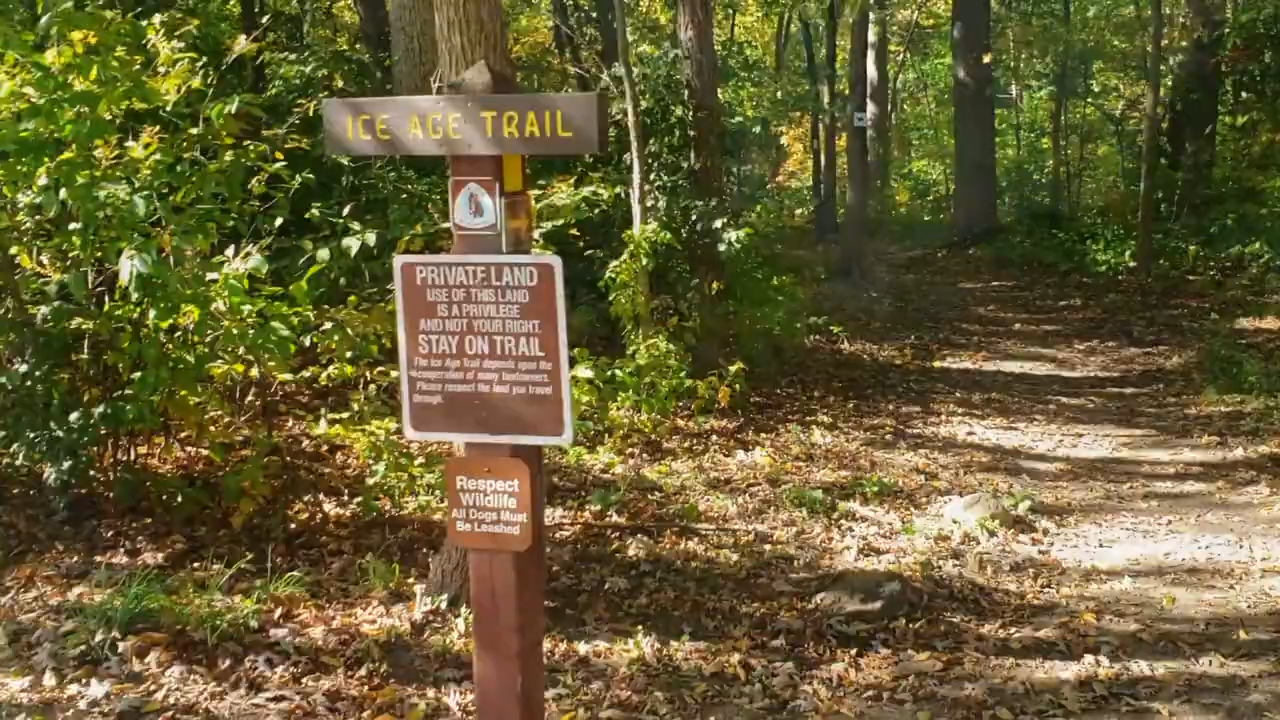 ICE AGE TRAIL
PRIVATE LAND
USE OF THIS LAND
IS A PRIVILEGE
AND NOT YOUR RIGHT.
STAY ON TRAIL
The Ice Age Trail depends upon the
cooperation of many landowners.
Please respect the land you travel
through.
Respect
Wildlife
All Dogs Must
Be Leashed